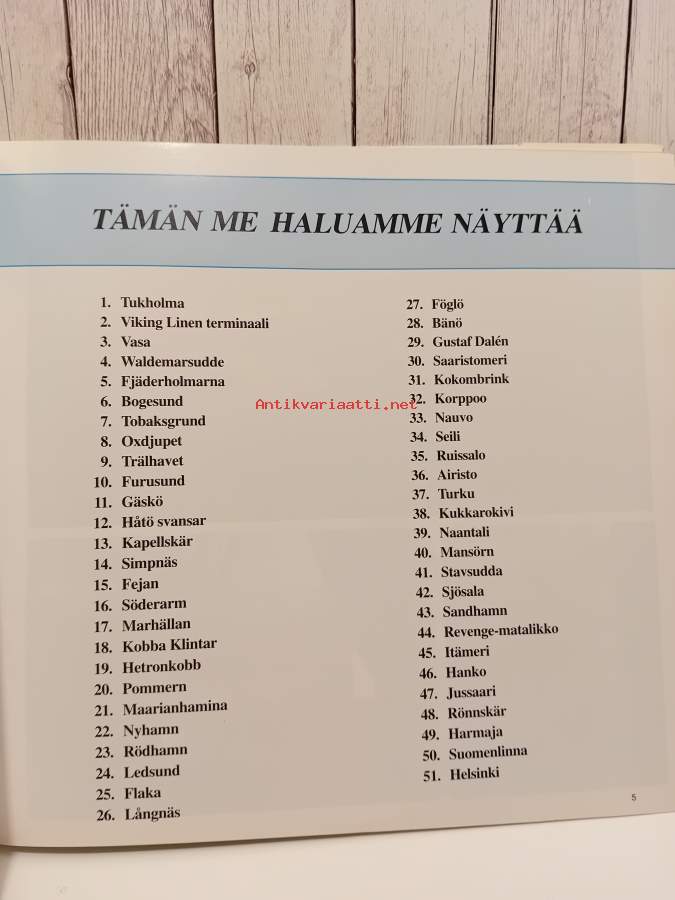 TÄMÄN ME HALUAMME NÄYTTÄÄ
1. Tukholma
2. Viking Linen terminaali
3. Vasa
4. Waldemarsudde
5. Fjäderholmarna
6. Bogesund
7. Tobaksgrund
8. Oxdjupet
9. Trälhavet
10. Furusund
11. Gäskö
12. Håtö svansar
13. Kapellskär
14. Simpnäs
15. Fejan
16. Söderarm
17. Marhällan
18. Kobba Klintar
19. Hetronkobb
20. Pommern
21. Maarianhamina
22. Nyhamn
23. Rödhamn
24. Ledsund
25. Flaka
26. Långnäs
27. Föglö
28. Bänö
29. Gustaf Dalén
30. Saaristomeri
31. Kokombrink
32. Korppoo
33. Nauvo
34. Seili
35. Ruissalo
36. Airisto
37. Turku
38. Kukkarokivi
39. Naantali
40. Mansörn
41. Stavsudda
42. Sjösala
43. Sandhamn
44. Revenge-matalikko
45. Itämeri
46. Hanko
47. Jussaari
48. Rönnskär
49. Harmaja
50. Suomenlinna
51. Helsinki
5
Antikvariaatti.net